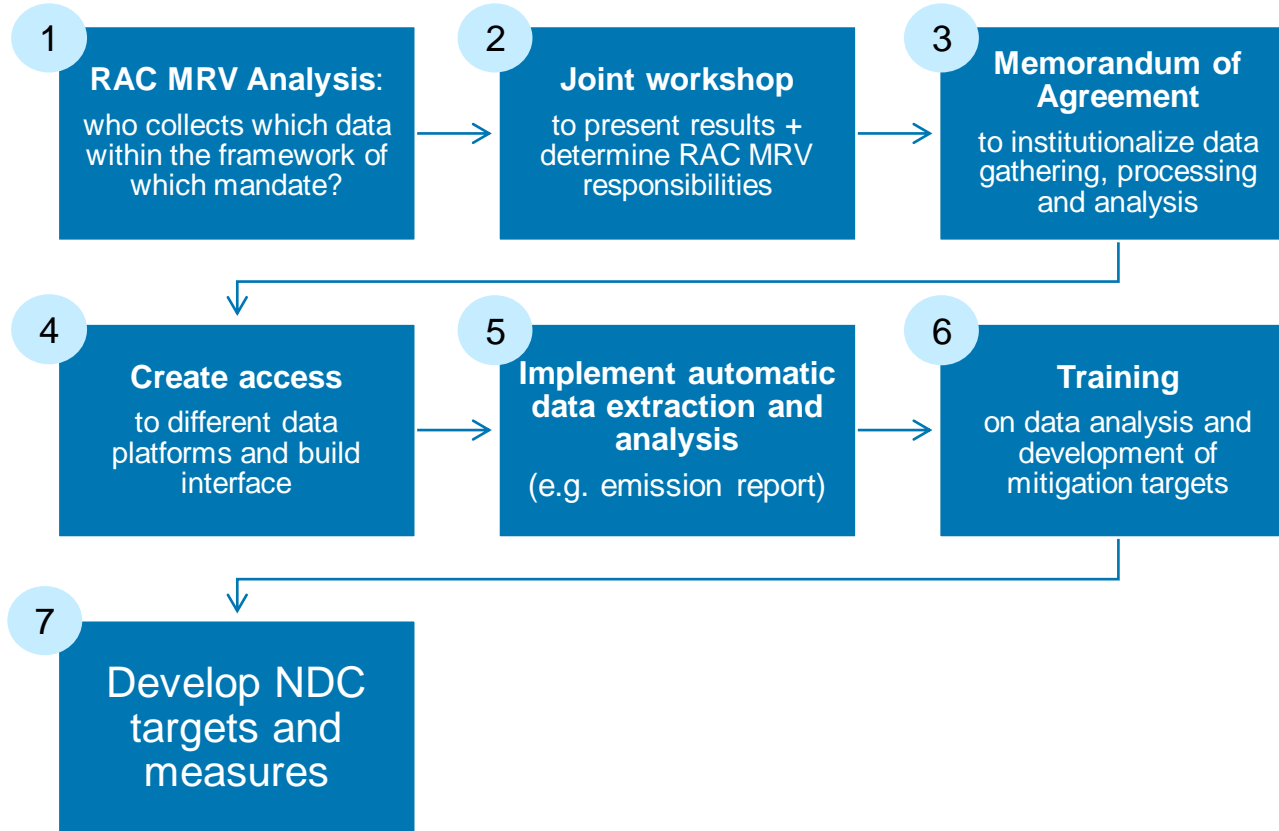 1
RAC MRV Analysis:
who collects which data
within the framework of
which mandate?
2
Joint workshop
to present results +
determine RAC MRV
responsibilities
3
Memorandum of
Agreement
to institutionalize data
gathering, processing
and analysis
4
Create access
to different data
platforms and build
interface
5
Implement automatic
data extraction and
analysis
(e.g. emission report)
6
Training
on data analysis and
development of
mitigation targets
7
Develop NDC
targets and
measures